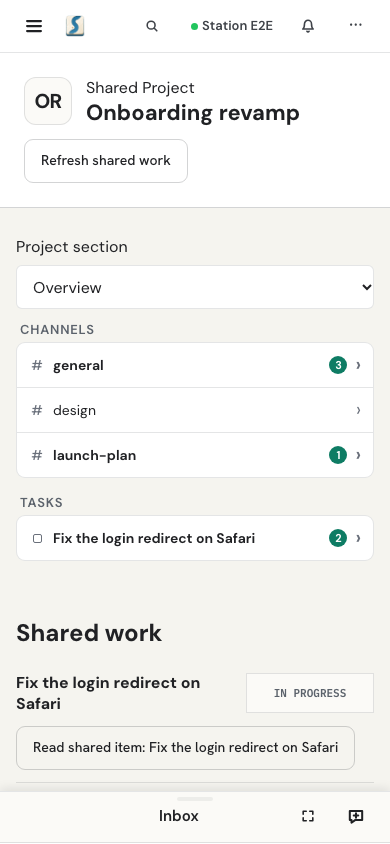 Station E2E
OR
Shared Project
Onboarding revamp
Refresh shared work
Project section
Overview
CHANNELS
# general 3
# design
# launch-plan 1
TASKS
Fix the login redirect on Safari 2
Shared work
Fix the login redirect on
Safari
IN PROGRESS
Read shared item: Fix the login redirect on Safari
Inbox